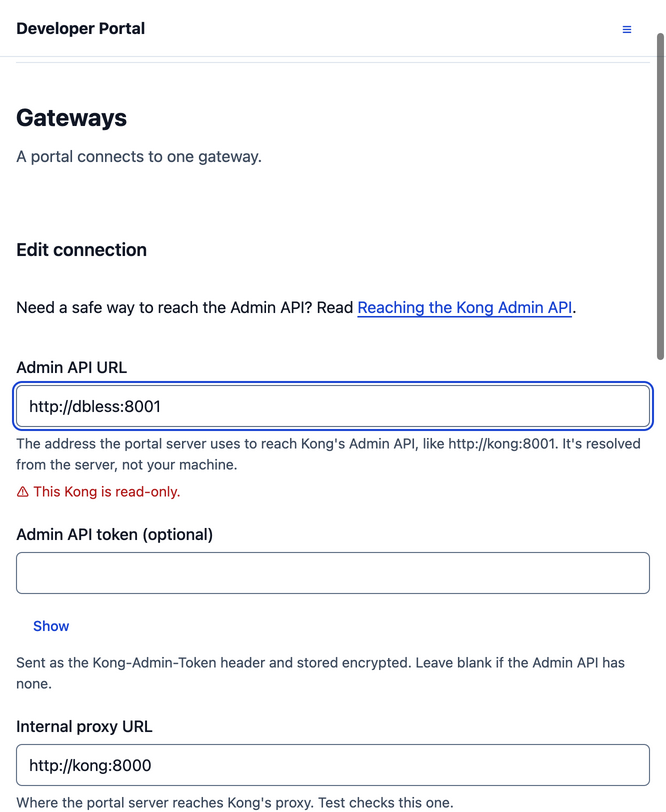 Developer Portal
Gateways
A portal connects to one gateway.
Edit connection
Need a safe way to reach the Admin API? Read Reaching the Kong Admin API.
Admin API URL
http://dbless:8001
The address the portal server uses to reach Kong's Admin API, like http://kong:8001. It's resolved
from the server, not your machine.
This Kong is read-only.
Admin API token (optional)
Show
Sent as the Kong-Admin-Token header and stored encrypted. Leave blank if the Admin API has
none.
Internal proxy URL
http://kong:8000
Where the portal server reaches Kong's proxy. Test checks this one.